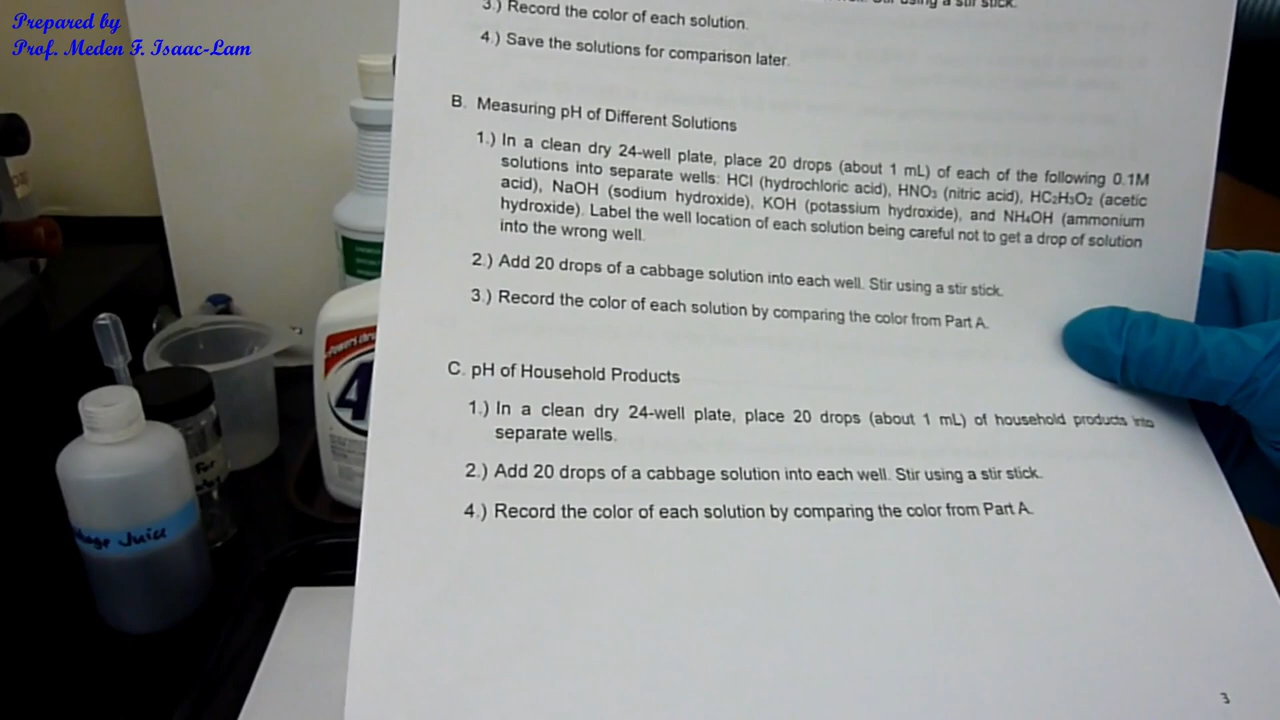 Prepared by
Prof. Meden F. Isaac-Lam
3.) Record the color of each solution.
4.) Save the solutions for comparison later.
B. Measuring pH of Different Solutions
1.) In a clean dry 24-well plate, place 20 drops (about 1 mL) of each of the following 0.1M
solutions into separate wells: HCl (hydrochloric acid), HNO₃ (nitric acid), HC₂H₃O₂ (acetic
acid), NaOH (sodium hydroxide), KOH (potassium hydroxide), and NH₄OH (ammonium
hydroxide). Label the well location of each solution being careful not to get a drop of solution
into the wrong well.
2.) Add 20 drops of a cabbage solution into each well. Stir using a stir stick.
3.) Record the color of each solution by comparing the color from Part A.
C. pH of Household Products
1.) In a clean dry 24-well plate, place 20 drops (about 1 mL) of household products into
separate wells.
2.) Add 20 drops of a cabbage solution into each well. Stir using a stir stick.
4.) Record the color of each solution by comparing the color from Part A.
3
Juice
For
4